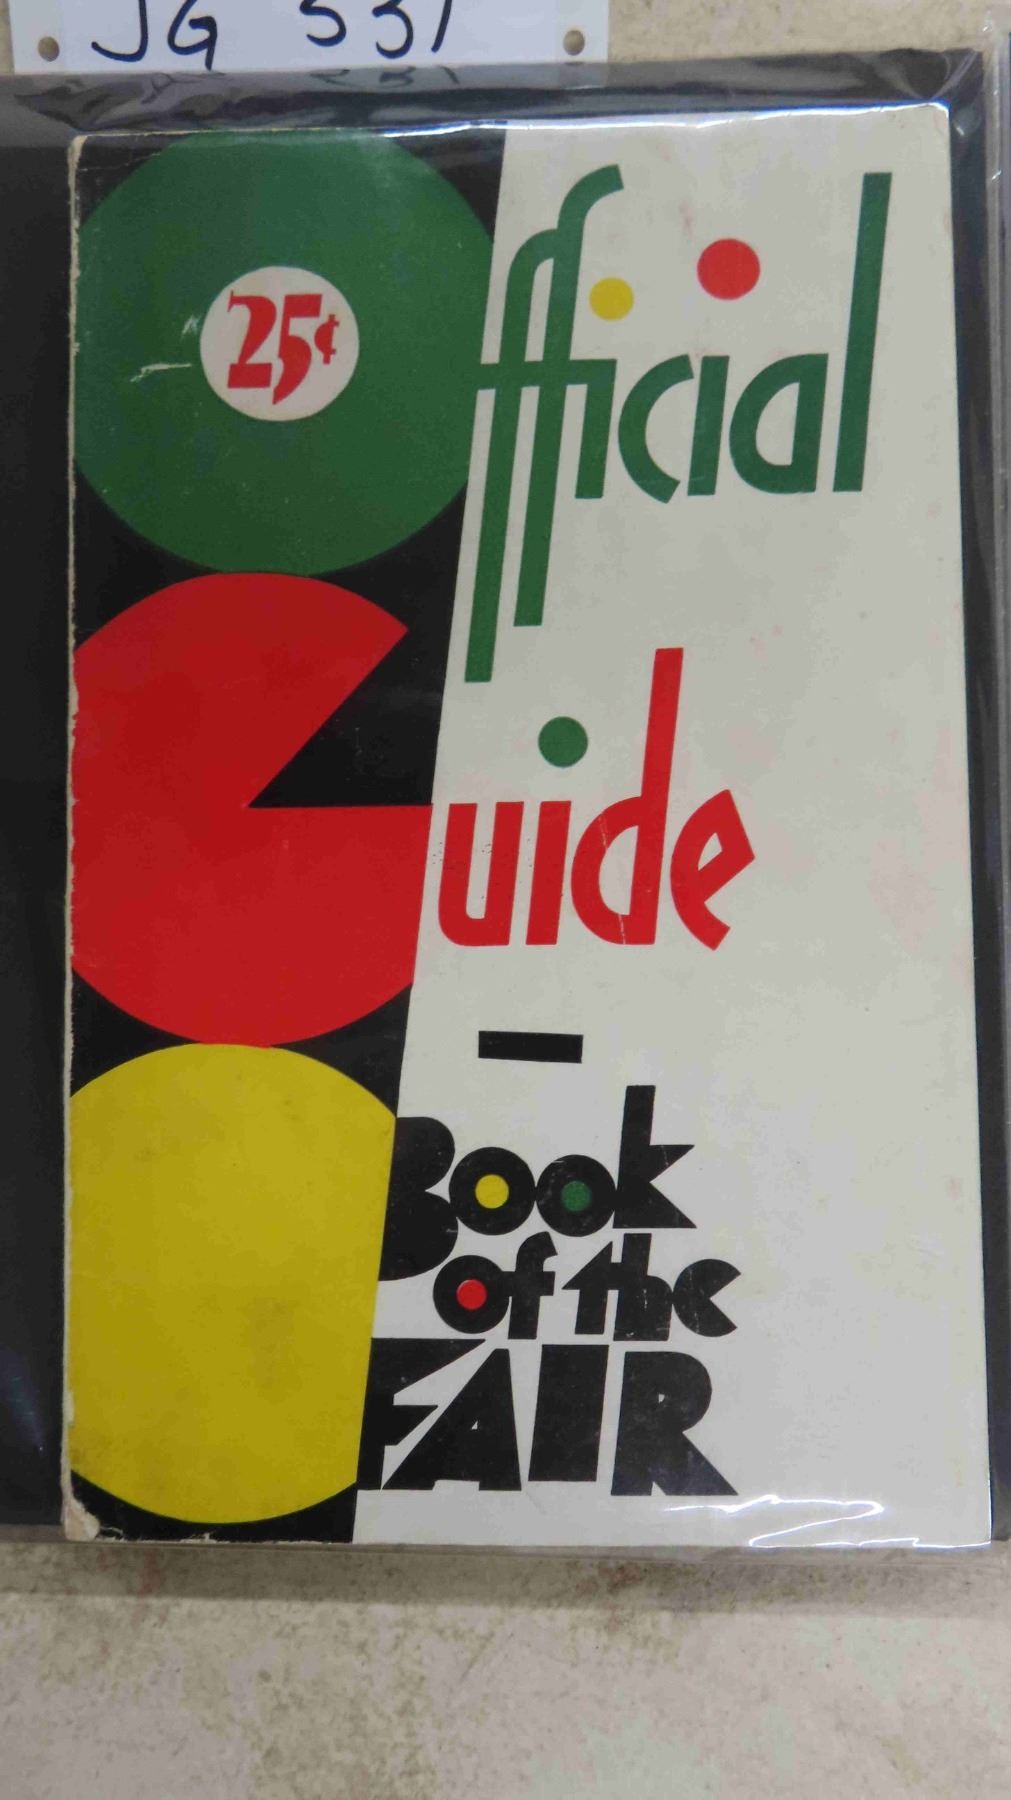 JG 531
25¢
Official
Guide
-
Book
of the
FAIR